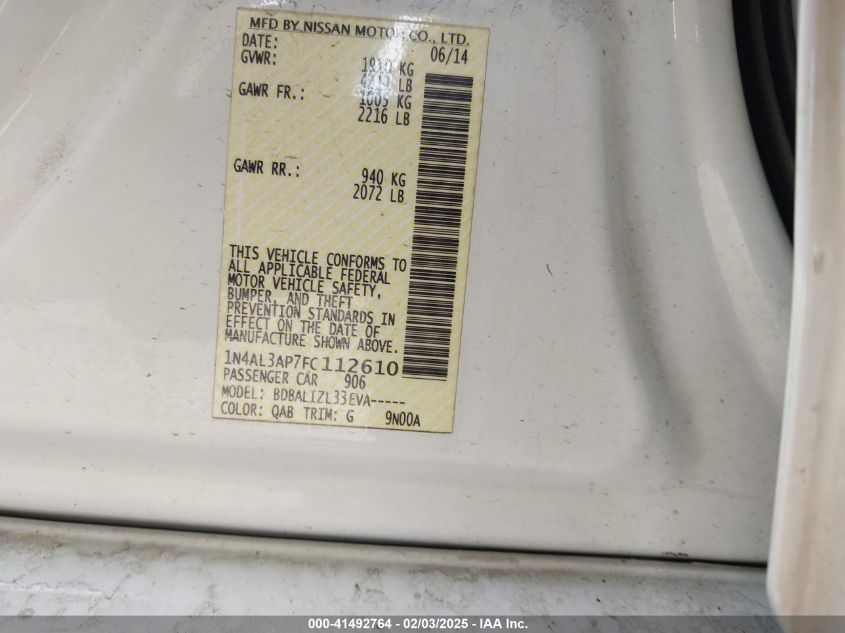 MFD BY NISSAN MOTOR CO., LTD.
DATE: 06/14
GVWR: KG
LB
GAWR FR.: 1005 KG
2216 LB
GAWR RR.: 940 KG
2072 LB
THIS VEHICLE CONFORMS TO
ALL APPLICABLE FEDERAL
MOTOR VEHICLE SAFETY,
BUMPER, AND THEFT
PREVENTION STANDARDS IN
EFFECT ON THE DATE OF
MANUFACTURE SHOWN ABOVE.
1N4AL3AP7FC112610
PASSENGER CAR 906
MODEL: BDBALIZL33EVA-----
COLOR: QAB TRIM: G 9N00A
000-41492764 - 02/03/2025 - IAA Inc.